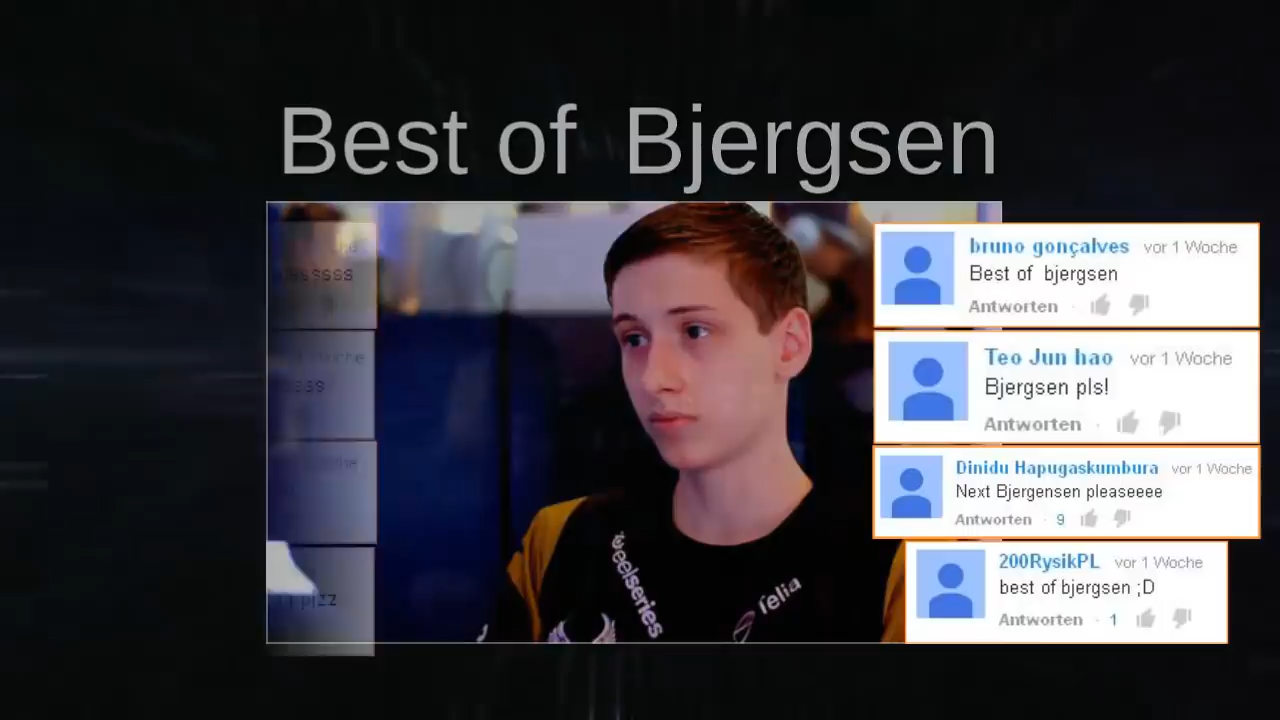 Best of  Bjergsen
bruno gonçalves vor 1 Woche
Best of  bjergsen
Antworten ·
Teo Jun hao vor 1 Woche
Bjergsen pls!
Antworten ·
Dinidu Hapugaskumbura vor 1 Woche
Next Bjergensen pleaseeee
Antworten · 9
200RysikPL vor 1 Woche
best of bjergsen ;D
Antworten · 1
steelseries
relia